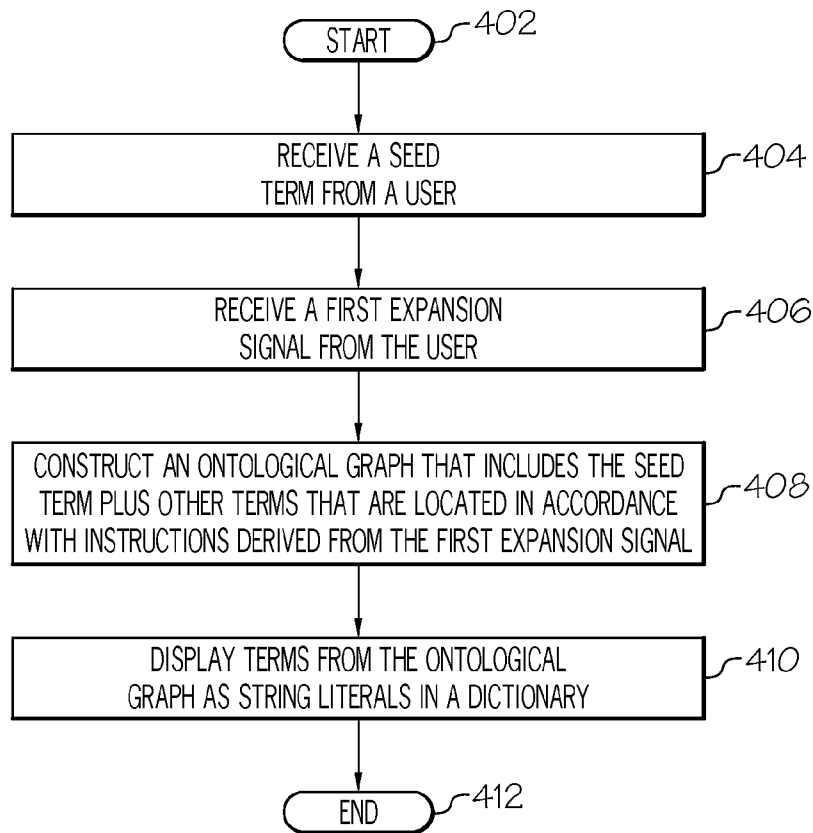 START
402
RECEIVE A SEED
TERM FROM A USER
404
RECEIVE A FIRST EXPANSION
SIGNAL FROM THE USER
406
CONSTRUCT AN ONTOLOGICAL GRAPH THAT INCLUDES THE SEED
TERM PLUS OTHER TERMS THAT ARE LOCATED IN ACCORDANCE
WITH INSTRUCTIONS DERIVED FROM THE FIRST EXPANSION SIGNAL
408
DISPLAY TERMS FROM THE ONTOLOGICAL
GRAPH AS STRING LITERALS IN A DICTIONARY
410
END
412